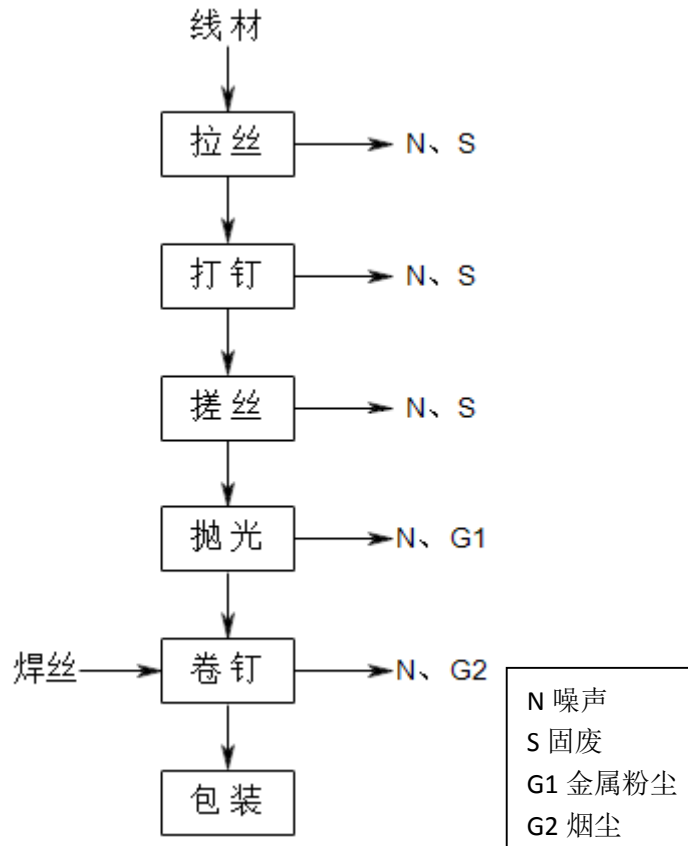 线材
拉丝
N、S
打钉
N、S
搓丝
N、S
抛光
N、G1
焊丝
卷钉
N、G2
包装
N 噪声
S 固废
G1 金属粉尘
G2 烟尘